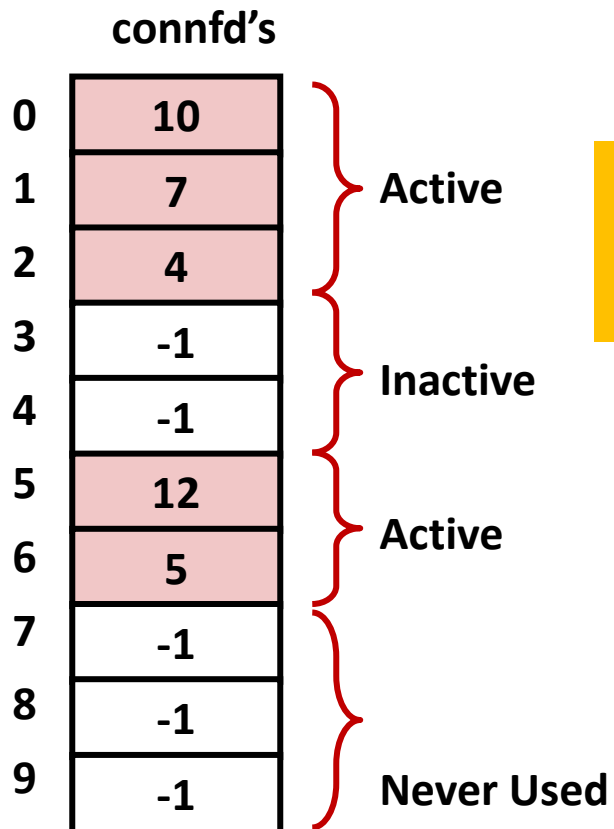 connfd's
0 10
1 7 Active
2 4
3 -1
4 -1 Inactive
5 12
6 5 Active
7 -1
8 -1
9 -1 Never Used